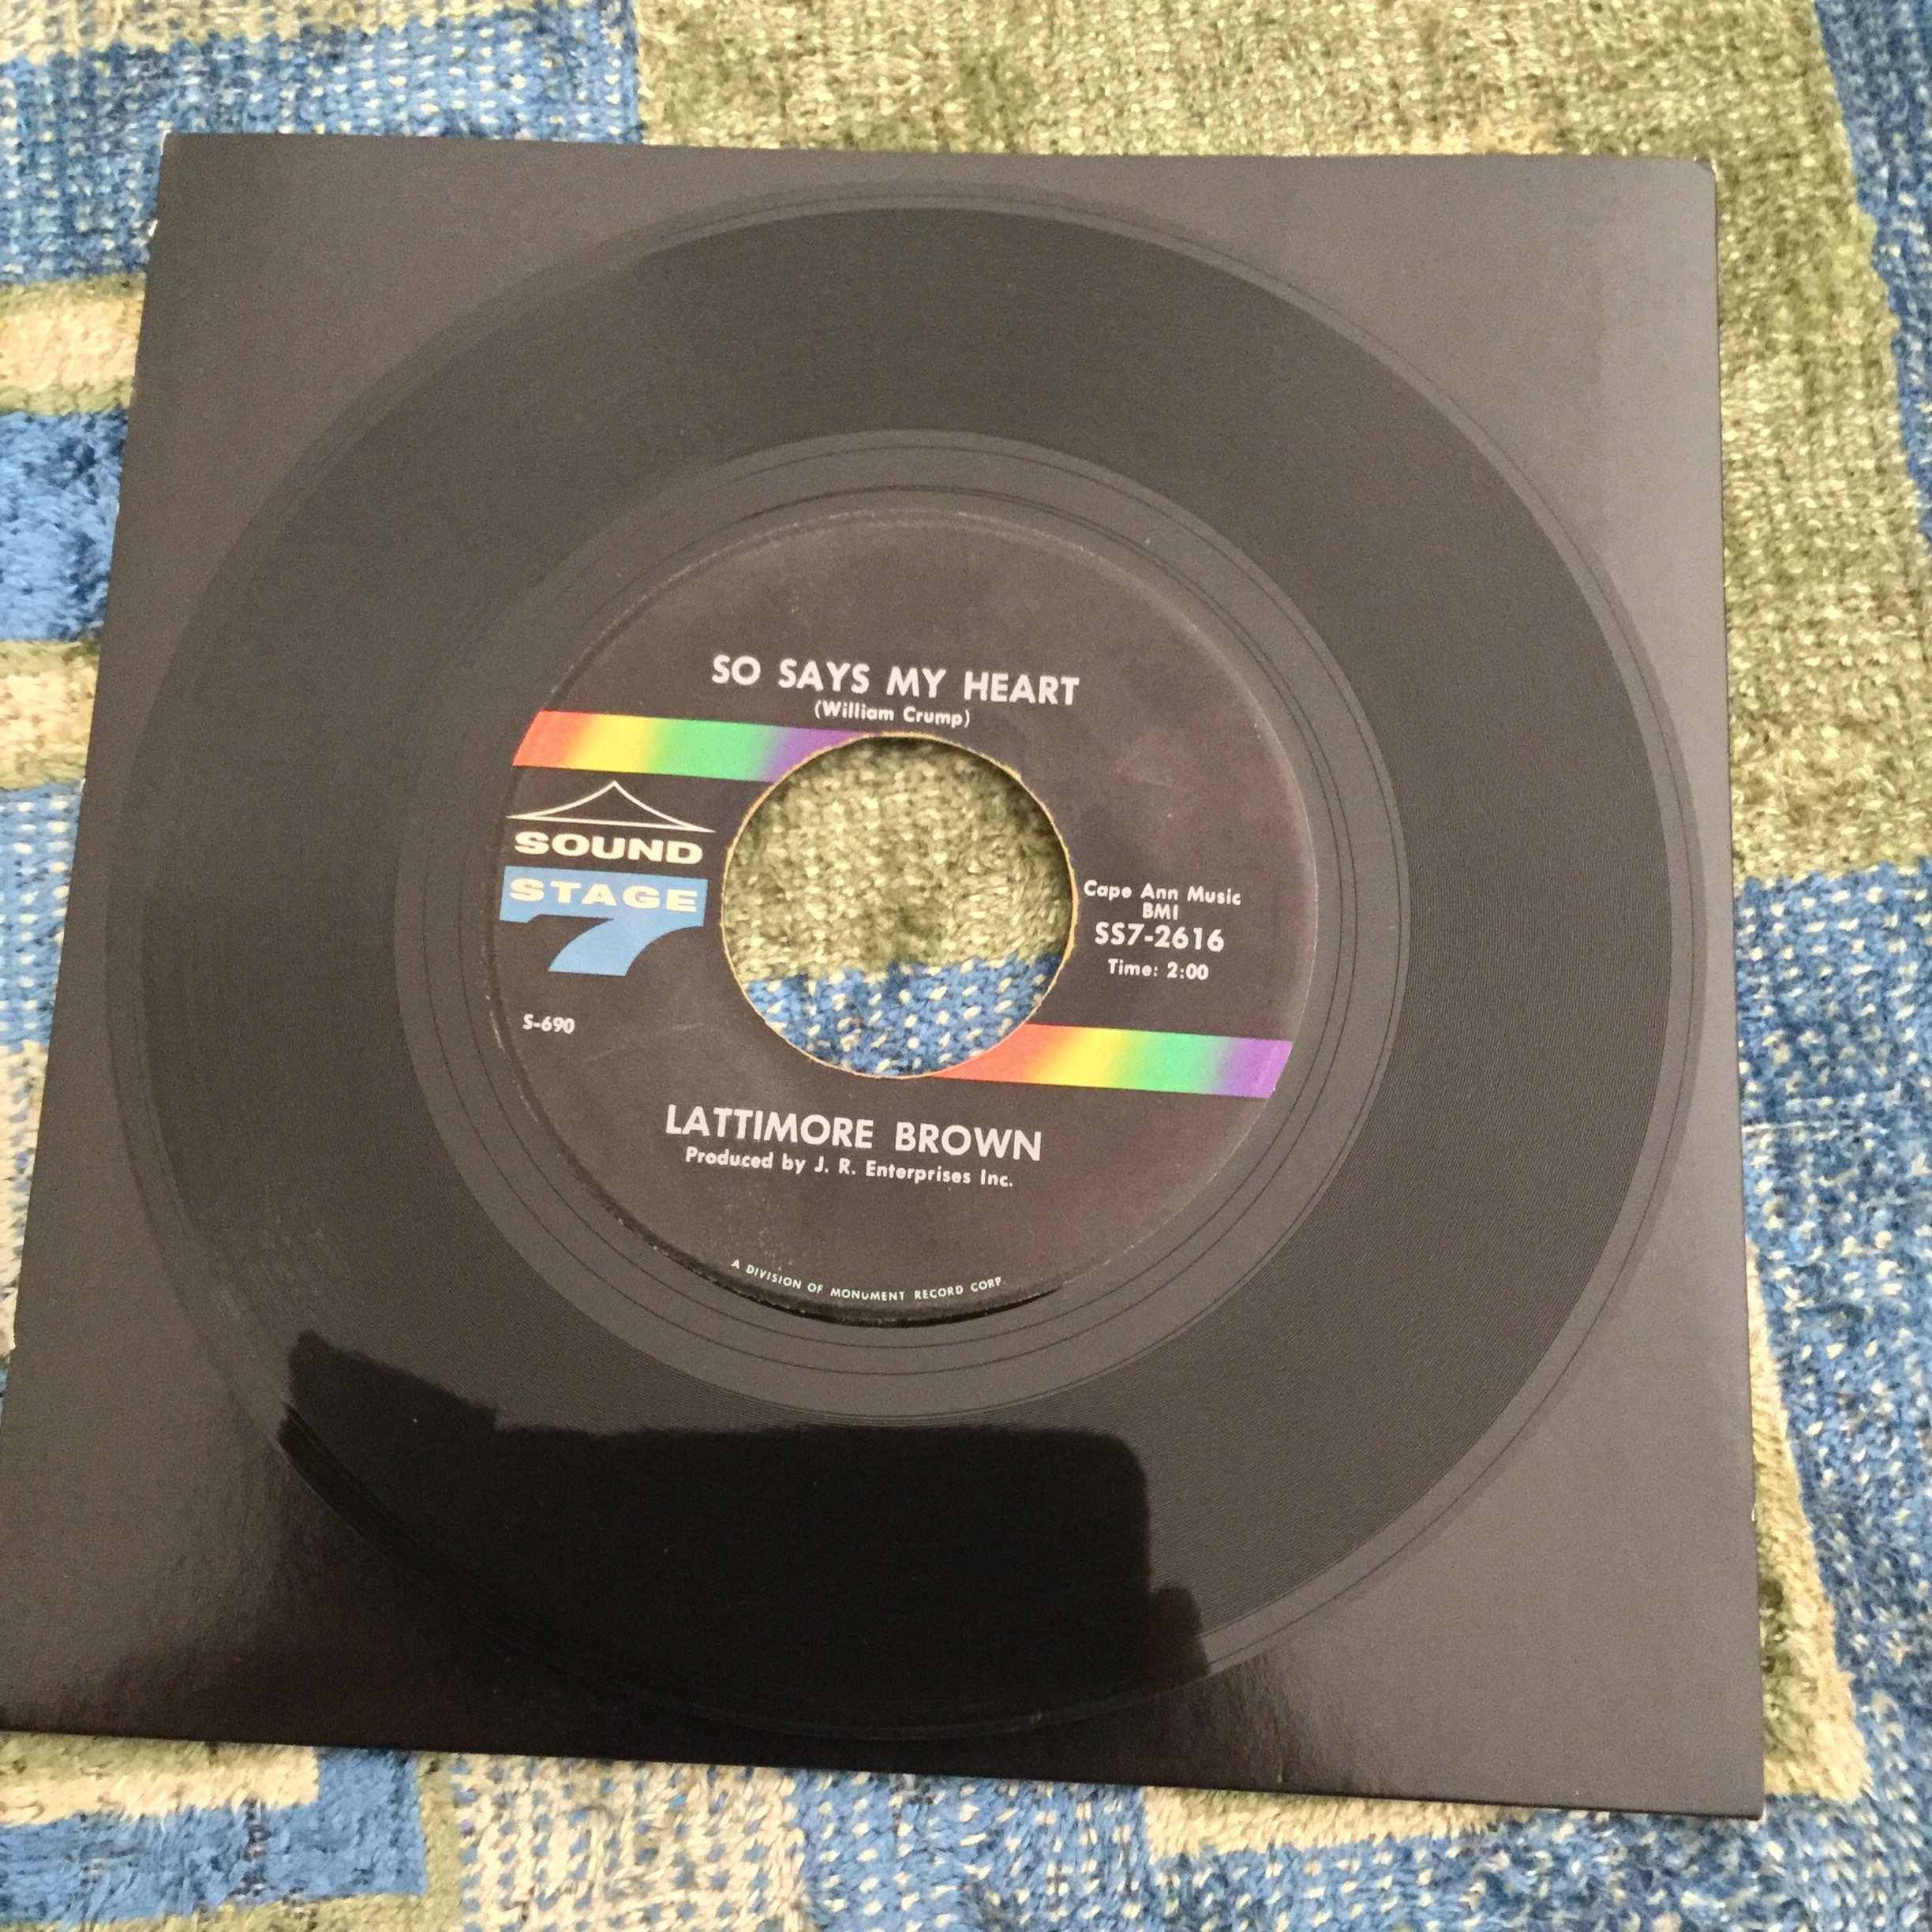 SO SAYS MY HEART
(William Crump)
SOUND
STAGE
7
Cape Ann Music
BMI
SS7-2616
Time: 2:00
S-690
LATTIMORE BROWN
Produced by J. R. Enterprises Inc.
A DIVISION OF MONUMENT RECORD CORP.